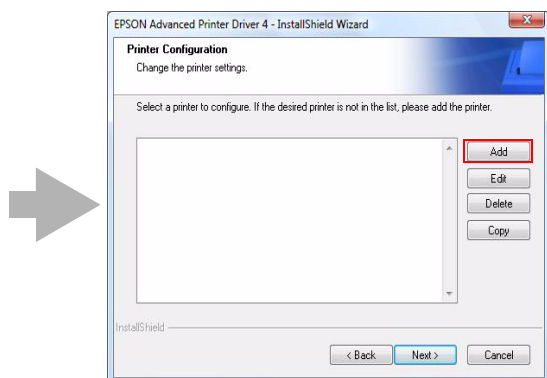 EPSON Advanced Printer Driver 4 - InstallShield Wizard
Printer Configuration
Change the printer settings.
Select a printer to configure. If the desired printer is not in the list, please add the printer.
Add
Edit
Delete
Copy
InstallShield
< Back
Next >
Cancel